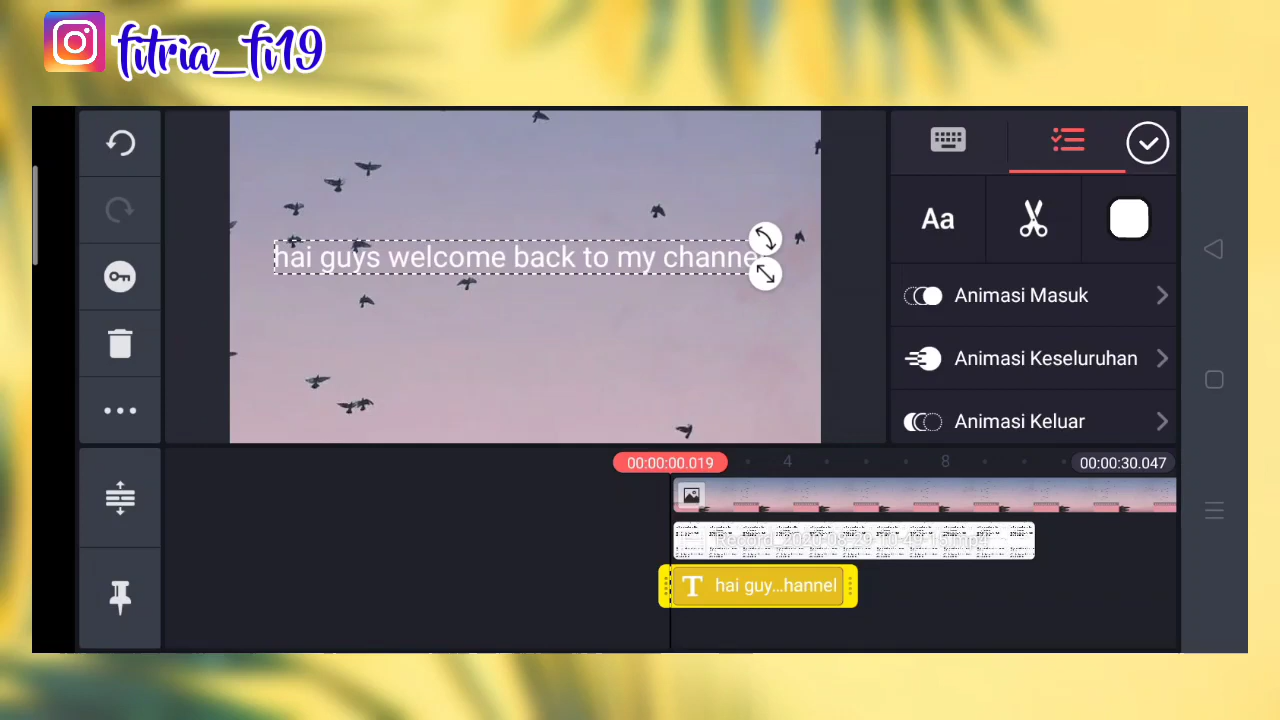 fitria_fi19
hai guys welcome back to my channel
Aa
Animasi Masuk
Animasi Keseluruhan
Animasi Keluar
00:00:00.019
4
8
00:00:30.047
T hai guy...hannel